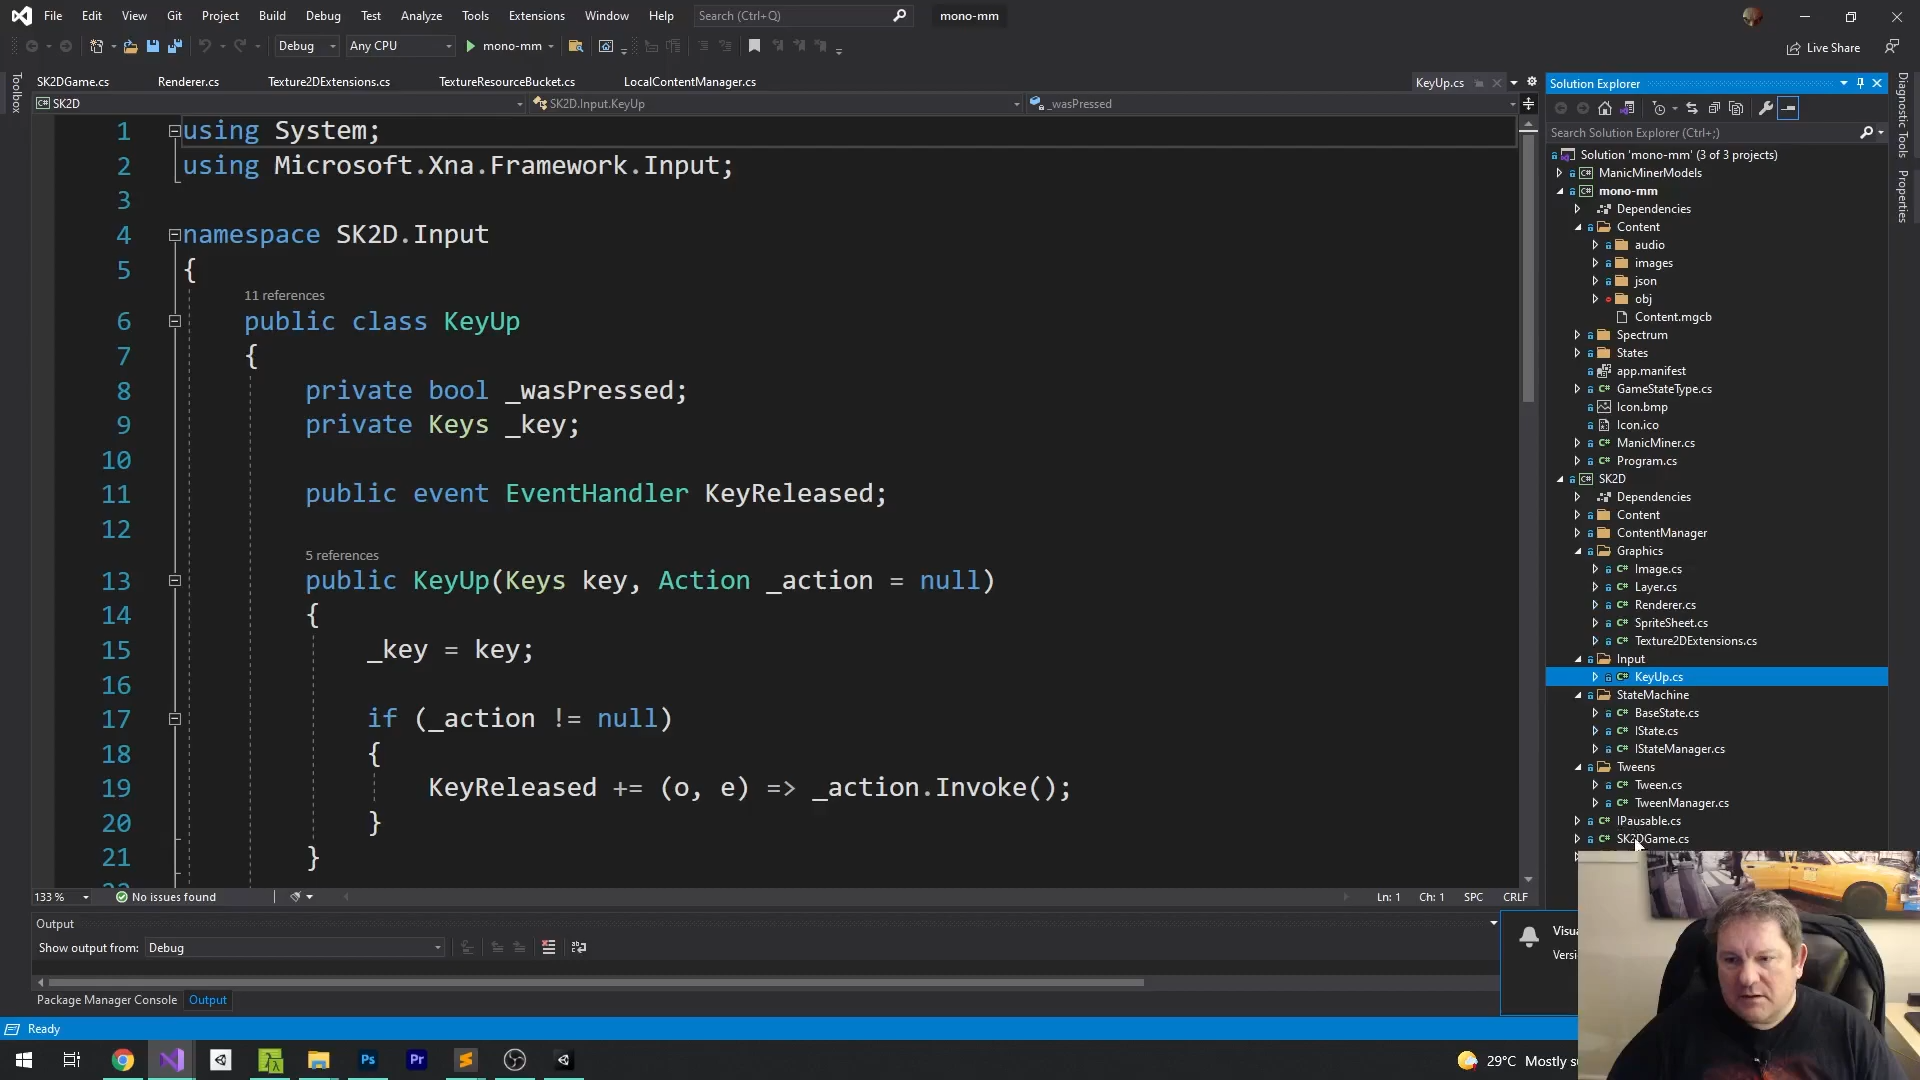 File Edit View Git Project Build Debug Test Analyze Tools Extensions Window Help Search (Ctrl+Q) mono-mm
Debug Any CPU mono-mm Live Share
SK2DGame.cs Renderer.cs Texture2DExtensions.cs TextureResourceBucket.cs LocalContentManager.cs KeyUp.cs
SK2D SK2D.Input.KeyUp _wasPressed
Toolbox
1 using System;
2 using Microsoft.Xna.Framework.Input;
3
4 namespace SK2D.Input
5 {
11 references
6 public class KeyUp
7 {
8 private bool _wasPressed;
9 private Keys _key;
10
11 public event EventHandler KeyReleased;
12
5 references
13 public KeyUp(Keys key, Action _action = null)
14 {
15 _key = key;
16
17 if (_action != null)
18 {
19 KeyReleased += (o, e) => _action.Invoke();
20 }
21 }
133 % No issues found Ln: 1 Ch: 1 SPC CRLF
Output
Show output from: Debug
Package Manager Console Output
Ready
Solution Explorer
Search Solution Explorer (Ctrl+;)
Solution 'mono-mm' (3 of 3 projects)
ManicMinerModels
mono-mm
Dependencies
Content
audio
images
json
obj
Content.mgcb
Spectrum
States
app.manifest
GameStateType.cs
Icon.bmp
Icon.ico
ManicMiner.cs
Program.cs
SK2D
Dependencies
Content
ContentManager
Graphics
Image.cs
Layer.cs
Renderer.cs
SpriteSheet.cs
Texture2DExtensions.cs
Input
KeyUp.cs
StateMachine
BaseState.cs
IState.cs
IStateManager.cs
Tweens
Tween.cs
TweenManager.cs
IPausable.cs
SK2DGame.cs
Diagnostic Tools
Properties
Visua
Versi
Ps Pr
29°C Mostly su